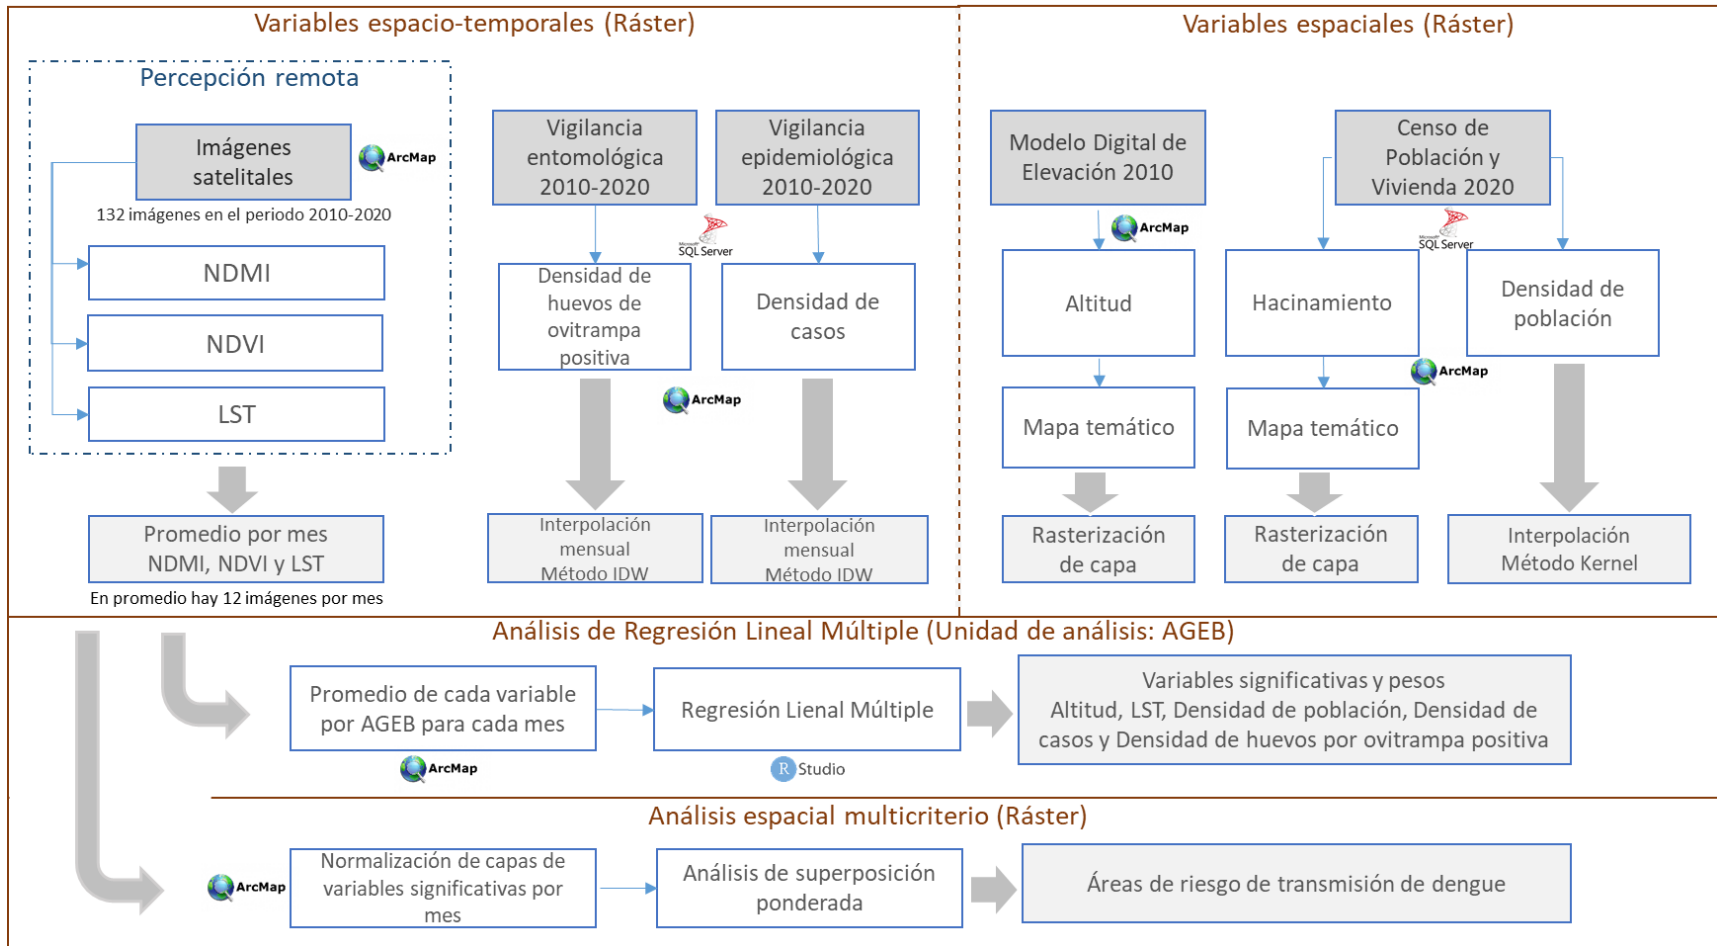 Variables espacio-temporales (Ráster)
Percepción remota
Imágenes
satelitales
ArcMap
132 imágenes en el periodo 2010-2020
NDMI
NDVI
LST
Promedio por mes
NDMI, NDVI y LST
En promedio hay 12 imágenes por mes
Vigilancia
entomológica
2010-2020
Vigilancia
epidemiológica
2010-2020
Microsoft
SQL Server
Densidad de
huevos de
ovitrampa
positiva
Densidad de
casos
ArcMap
Interpolación
mensual
Método IDW
Interpolación
mensual
Método IDW
Variables espaciales (Ráster)
Modelo Digital de
Elevación 2010
ArcMap
Altitud
Mapa temático
Rasterización
de capa
Censo de
Población y
Vivienda 2020
Microsoft
SQL Server
Hacinamiento
Densidad de
población
ArcMap
Mapa temático
Rasterización
de capa
Interpolación
Método Kernel
Análisis de Regresión Lineal Múltiple (Unidad de análisis: AGEB)
Promedio de cada variable
por AGEB para cada mes
ArcMap
Regresión Lienal Múltiple
R Studio
Variables significativas y pesos
Altitud, LST, Densidad de población, Densidad de
casos y Densidad de huevos por ovitrampa positiva
Análisis espacial multicriterio (Ráster)
ArcMap
Normalización de capas de
variables significativas por
mes
Análisis de superposición
ponderada
Áreas de riesgo de transmisión de dengue